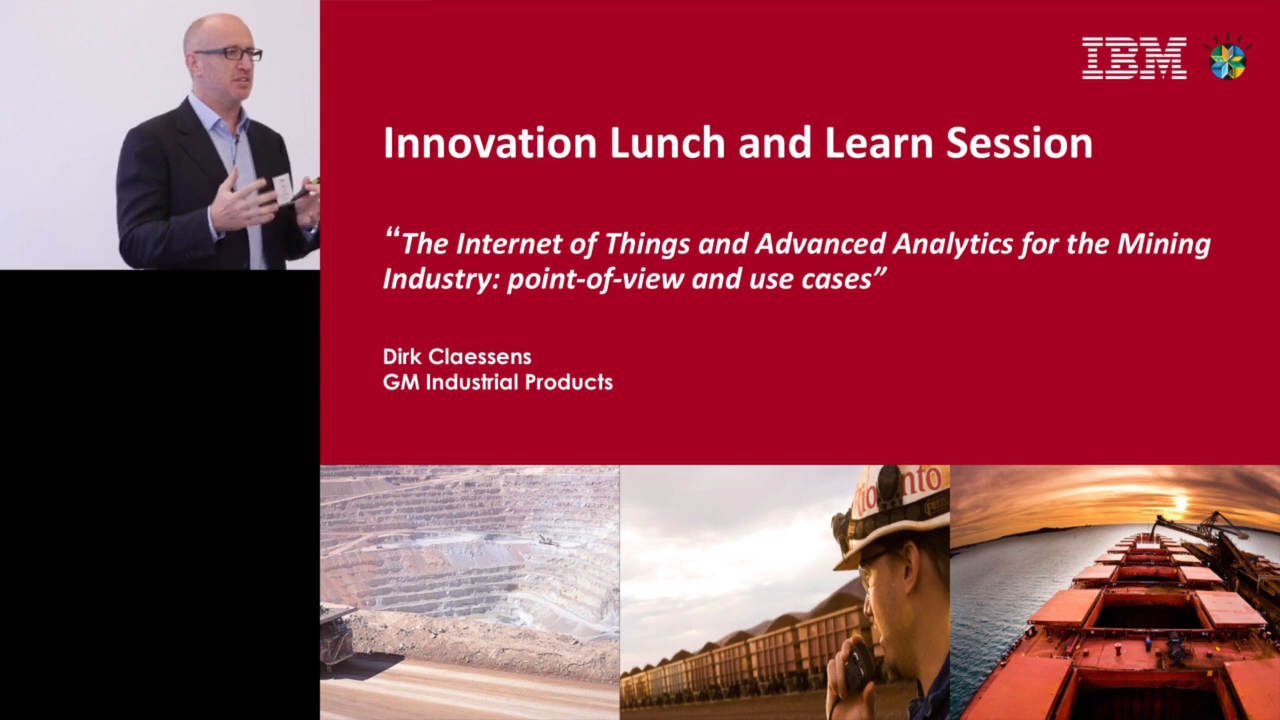 IBM
Innovation Lunch and Learn Session
“The Internet of Things and Advanced Analytics for the Mining
Industry: point-of-view and use cases”
Dirk Claessens
GM Industrial Products